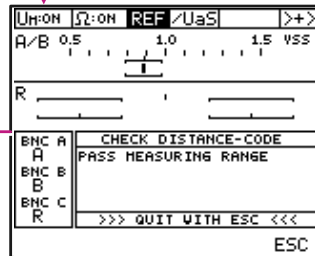 UM:ON Ω:ON REF /UaS >+>
A/B 0.5 1.0 1.5 VSS
R
BNC A
A
BNC B
B
BNC C
R
CHECK DISTANCE-CODE
PASS MEASURING RANGE
>>> QUIT WITH ESC <<<
ESC